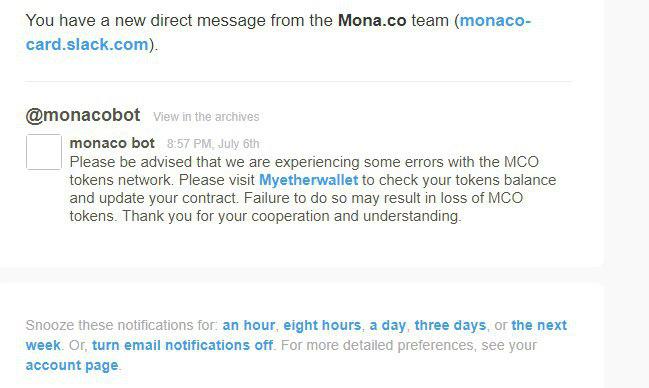 You have a new direct message from the Mona.co team (monaco-
card.slack.com).
@monacobot View in the archives
monaco bot 8:57 PM, July 6th
Please be advised that we are experiencing some errors with the MCO
tokens network. Please visit Myetherwallet to check your tokens balance
and update your contract. Failure to do so may result in loss of MCO
tokens. Thank you for your cooperation and understanding.
Snooze these notifications for: an hour, eight hours, a day, three days, or the next
week. Or, turn email notifications off. For more detailed preferences, see your
account page.